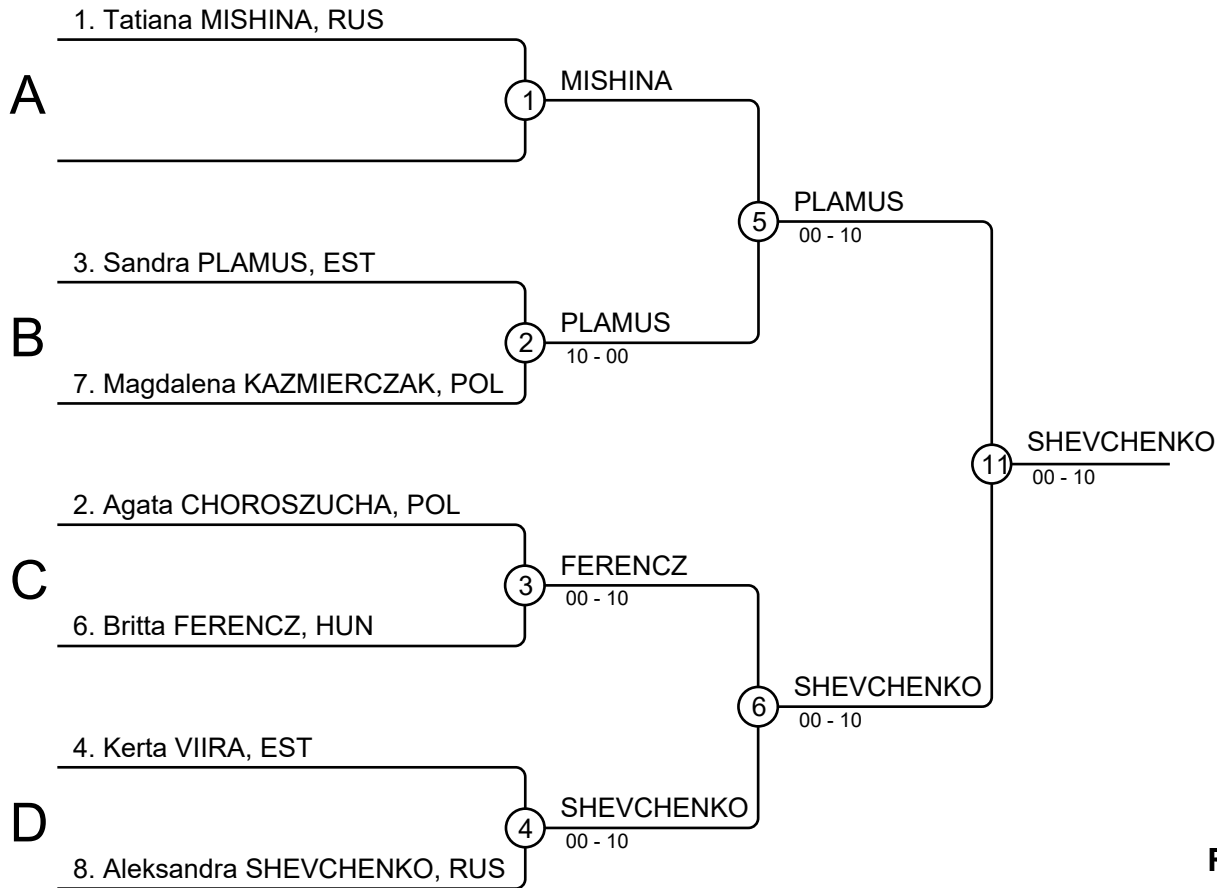 1. Tatiana MISHINA, RUS
A
1
MISHINA
5
PLAMUS
00 - 10
3. Sandra PLAMUS, EST
B
2
PLAMUS
10 - 00
7. Magdalena KAZMIERCZAK, POL
11
SHEVCHENKO
00 - 10
2. Agata CHOROSZUCHA, POL
C
3
FERENCZ
00 - 10
6. Britta FERENCZ, HUN
6
SHEVCHENKO
00 - 10
4. Kerta VIIRA, EST
D
4
SHEVCHENKO
00 - 10
8. Aleksandra SHEVCHENKO, RUS